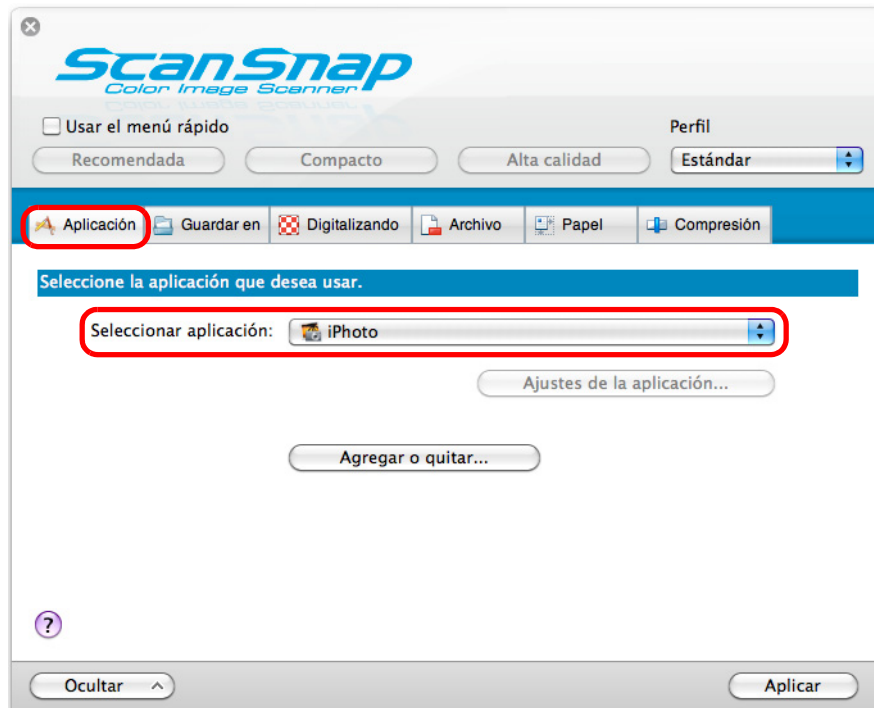 ScanSnap
Color Image Scanner
Usar el menú rápido
Perfil
Recomendada Compacto Alta calidad Estándar
Aplicación Guardar en Digitalizando Archivo Papel Compresión
Seleccione la aplicación que desea usar.
Seleccionar aplicación: iPhoto
Ajustes de la aplicación...
Agregar o quitar...
?
Ocultar Aplicar